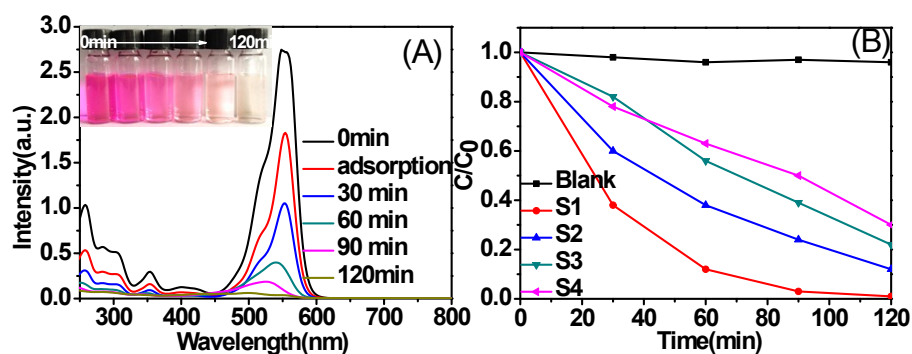 (A)
0min
120m
0min
adsorption
30 min
60 min
90 min
120min
Intensity(a.u.)
3.0
2.5
2.0
1.5
1.0
0.5
0.0
300 400 500 600 700 800
Wavelength(nm)
(B)
C/C0
1.0
0.8
0.6
0.4
0.2
0.0
Blank
S1
S2
S3
S4
0 20 40 60 80 100 120
Time(min)